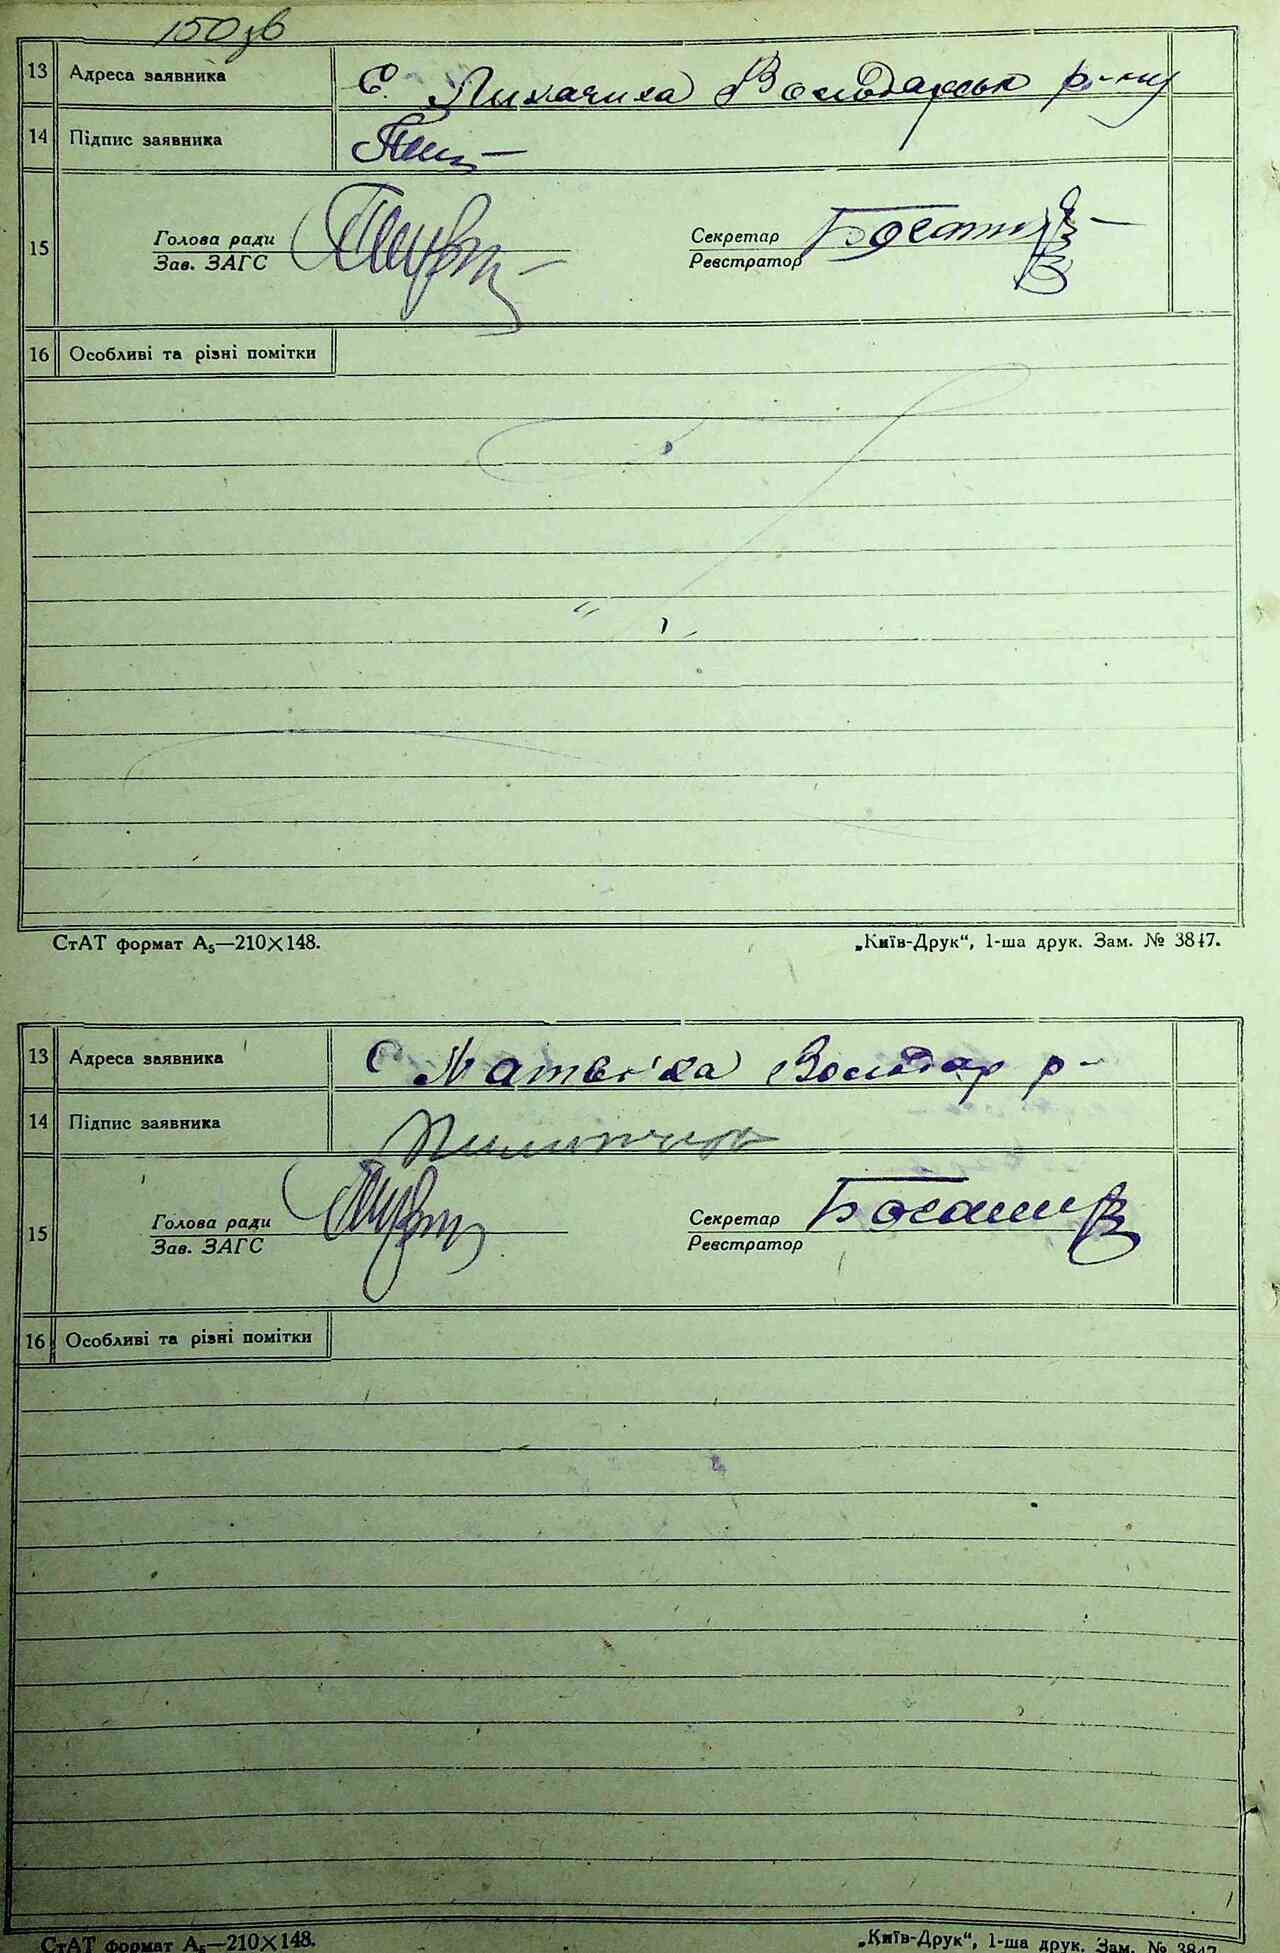 150 зв
13 Адреса заявника с. Лихачиха Володарськ р-ну
14 Підпис заявника
15 Голова ради Секретар
Зав. ЗАГС Реєстратор
16 Особливі та різні помітки
СтАТ формат А5—210×148. „Київ-Друк“, 1-ша друк. Зам. № 3847.
13 Адреса заявника с Матвіїха Володар р-
14 Підпис заявника
15 Голова ради Секретар
Зав. ЗАГС Реєстратор
16 Особливі та різні помітки
СтАТ формат А5—210×148. „Київ-Друк“, 1-ша друк. Зам. № 3847